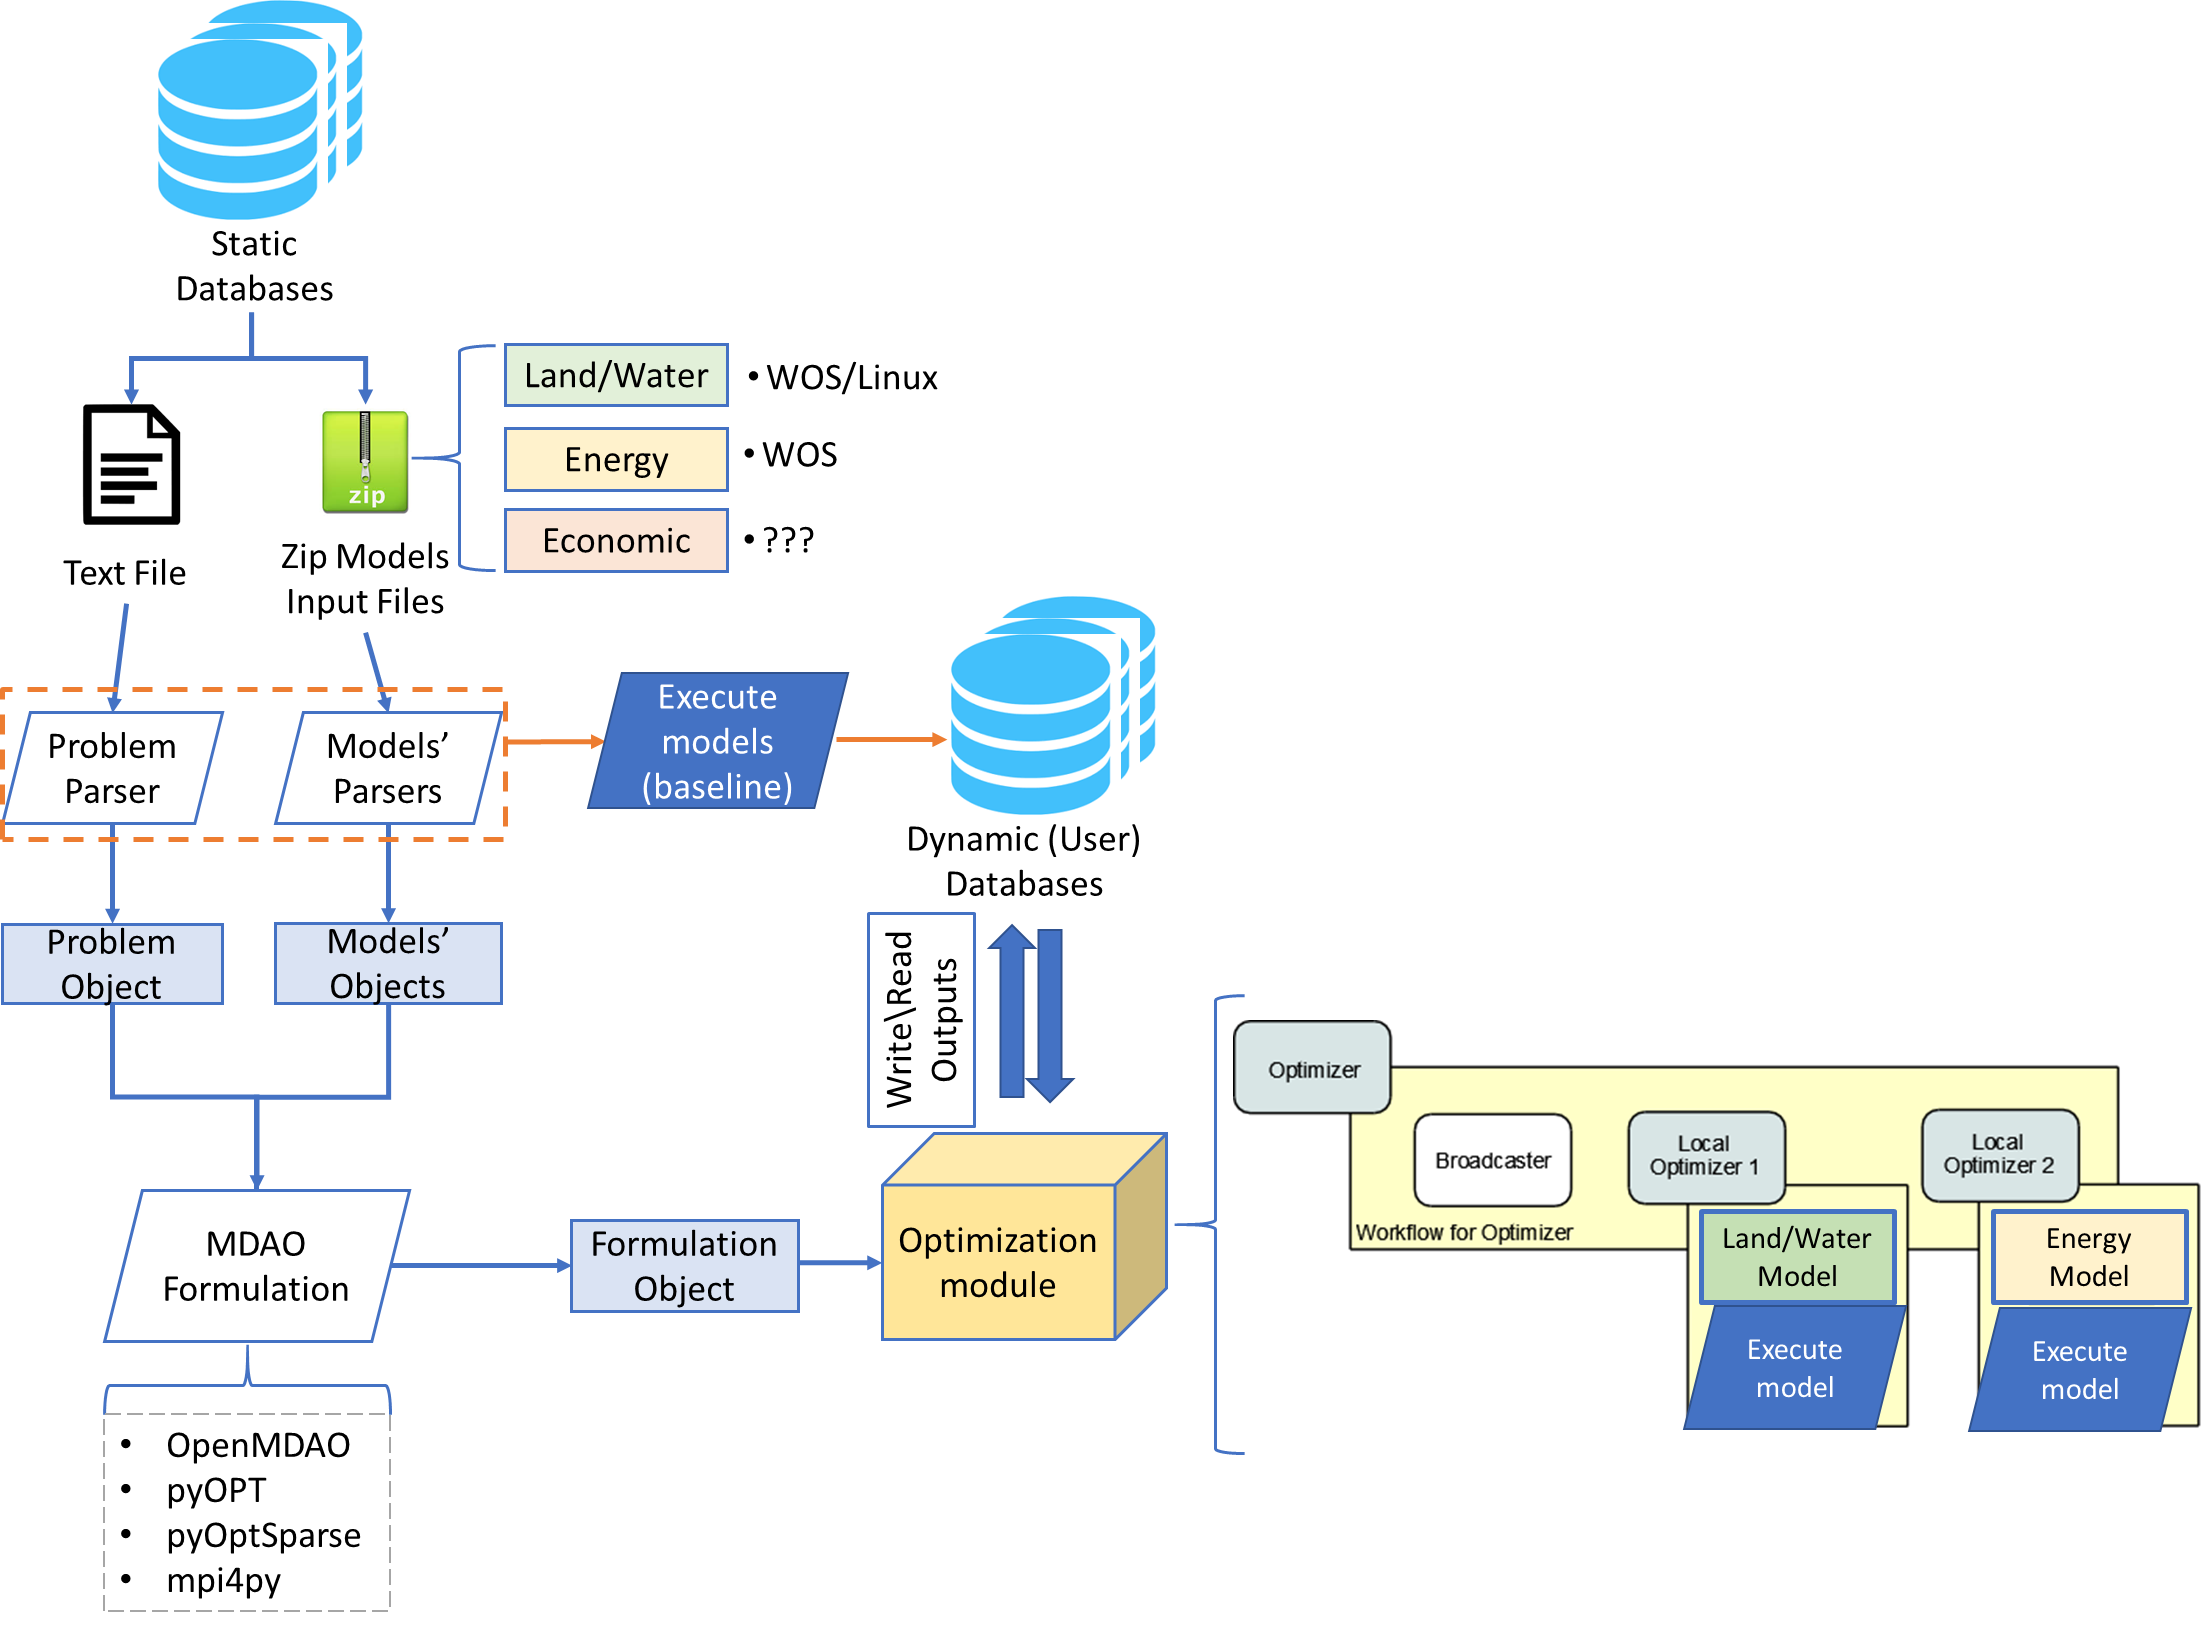 Static
Databases
Land/Water
• WOS/Linux
Energy
• WOS
Economic
• ???
zip
Text File
Zip Models
Input Files
Problem
Parser
Models’
Parsers
Execute
models
(baseline)
Dynamic (User)
Databases
Problem
Object
Models’
Objects
Write\Read
Outputs
Optimizer
Broadcaster
Local
Optimizer 1
Local
Optimizer 2
Workflow for Optimizer
Land/Water
Model
Energy
Model
Execute
model
Execute
model
MDAO
Formulation
Formulation
Object
Optimization
module
• OpenMDAO
• pyOPT
• pyOptSparse
• mpi4py